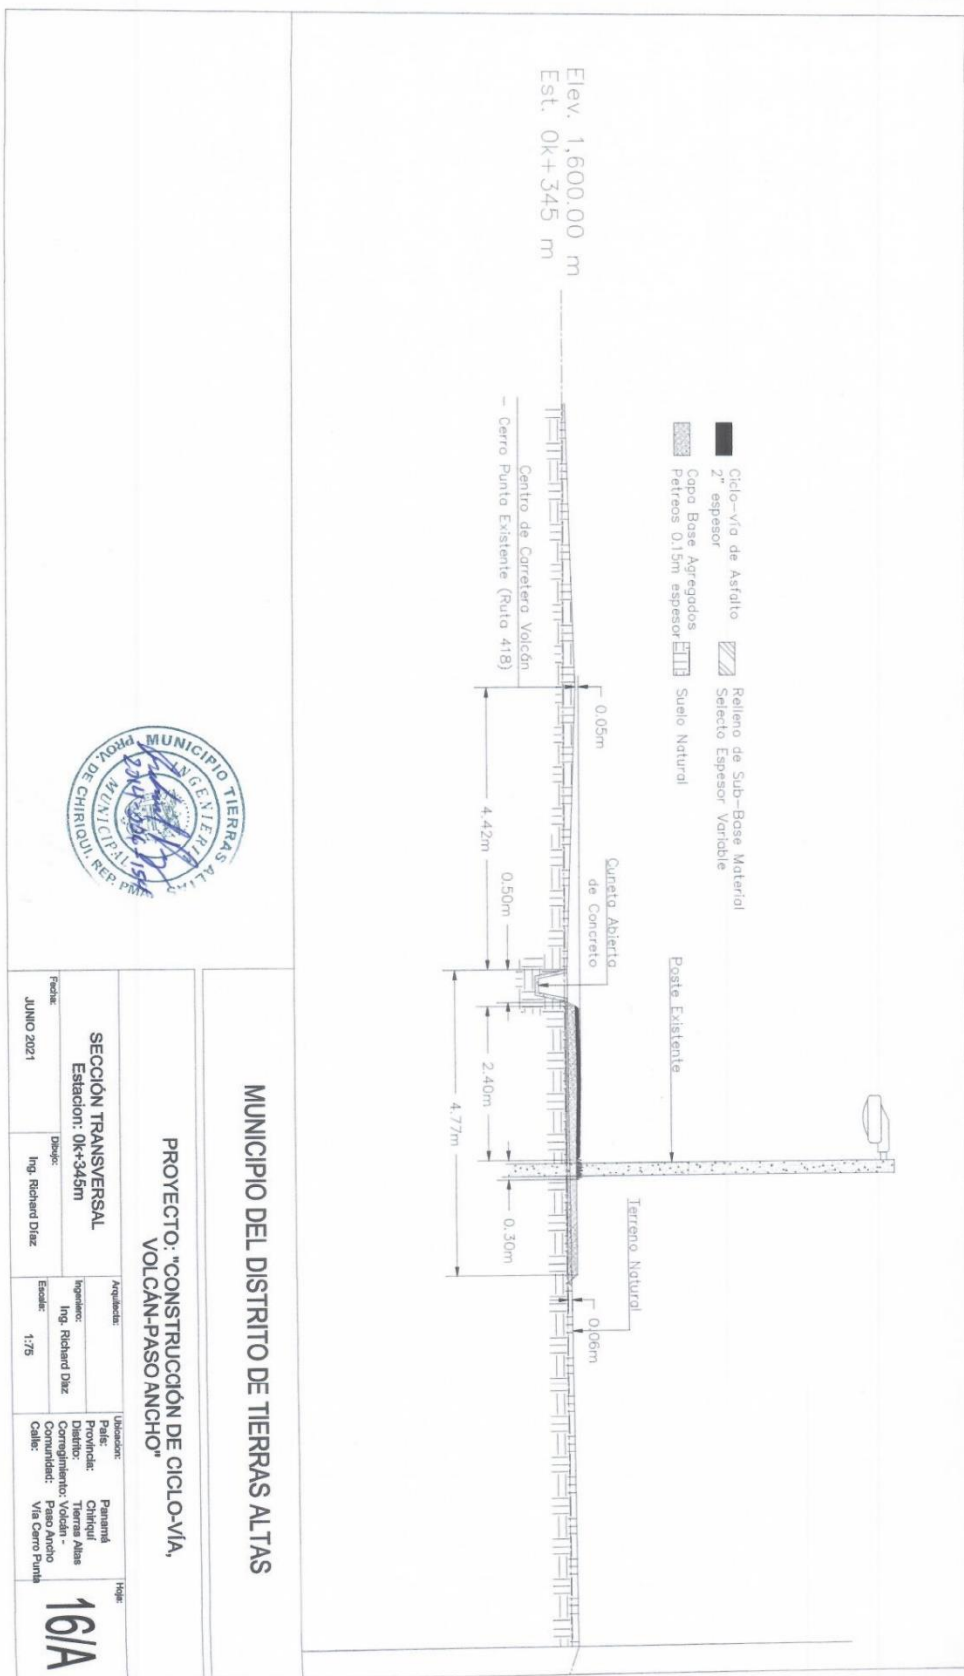 Elev. 1,600.00 m
Est. 0k+345 m
Ciclo-vía de Asfalto
2" espesor
Capa Base Agregados
Petreos 0.15m espesor
Relleno de Sub-Base Material
Selecto Espesor Variable
Suelo Natural
Centro de Carretera Volcán
- Cerro Punta Existente (Ruta 418)
0.05m
4.42m
0.50m
Cuneta Abierta
de Concreto
2.40m
4.77m
0.30m
Poste Existente
Terreno Natural
0.06m
MUNICIPIO TIERRAS ALTAS
INGENIERIA
MUNICIPAL
PROV. DE CHIRIQUI, REP.
MUNICIPIO DEL DISTRITO DE TIERRAS ALTAS
PROYECTO: "CONSTRUCCIÓN DE CICLO-VÍA,
VOLCÁN-PASO ANCHO"
SECCIÓN TRANSVERSAL
Estacion: 0k+345m
Fecha:
JUNIO 2021
Dibujo:
Ing. Richard Díaz
Arquitecto:
Ingeniero:
Ing. Richard Díaz
Escala:
1:75
Ubicacion:
País: Panamá
Provincia: Chiriquí
Distrito: Tierras Altas
Corregimiento: Volcán -
Comunidad: Paso Ancho
Calle: Vía Cerro Punta
Hoja:
16/A